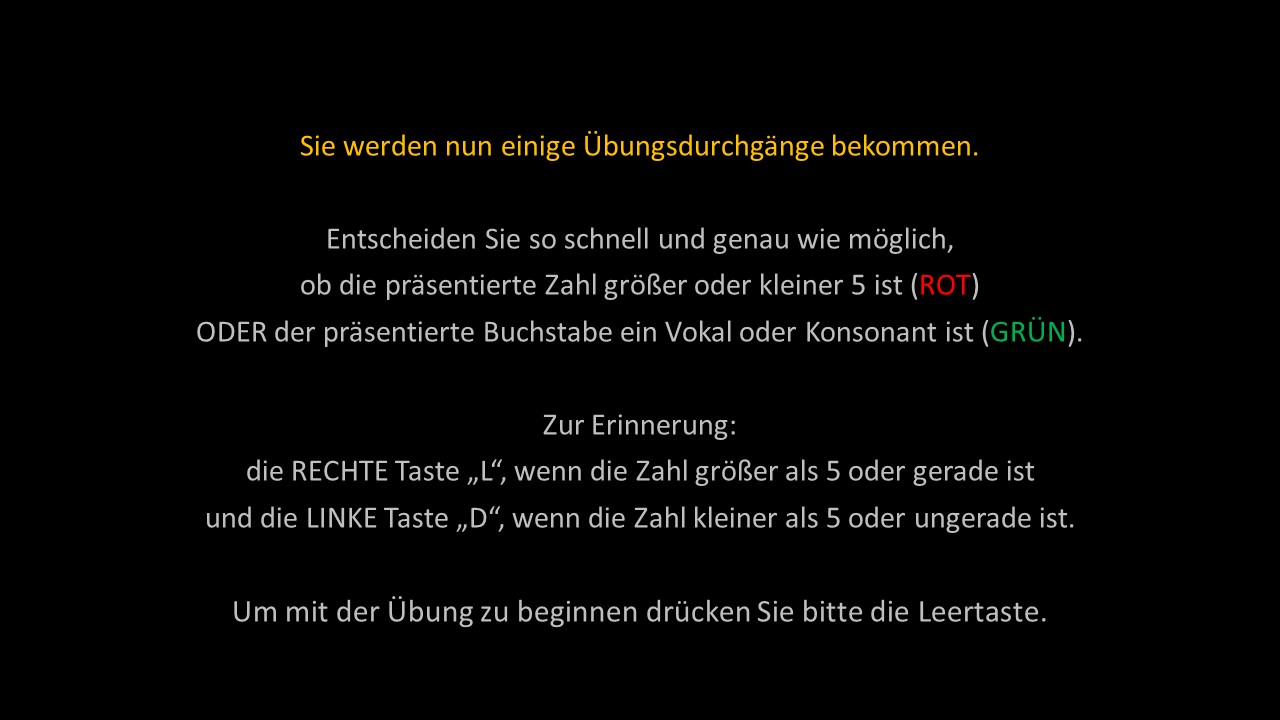 Sie werden nun einige Übungsdurchgänge bekommen.
Entscheiden Sie so schnell und genau wie möglich,
ob die präsentierte Zahl größer oder kleiner 5 ist (ROT)
ODER der präsentierte Buchstabe ein Vokal oder Konsonant ist (GRÜN).
Zur Erinnerung:
die RECHTE Taste „L“, wenn die Zahl größer als 5 oder gerade ist
und die LINKE Taste „D“, wenn die Zahl kleiner als 5 oder ungerade ist.
Um mit der Übung zu beginnen drücken Sie bitte die Leertaste.